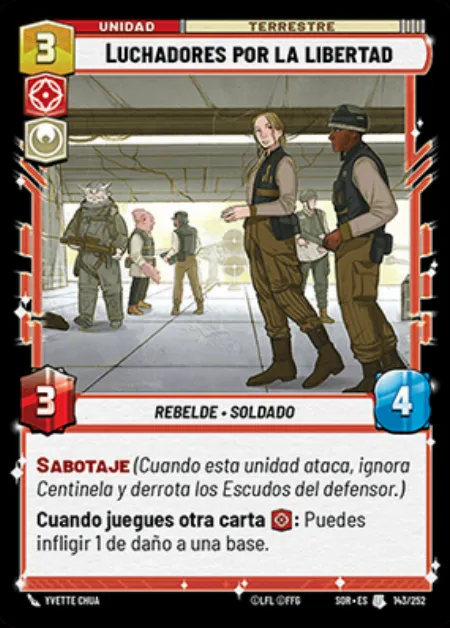 UNIDAD
TERRESTRE
3
LUCHADORES POR LA LIBERTAD
3
REBELDE • SOLDADO
4
SABOTAJE (Cuando esta unidad ataca, ignora
Centinela y derrota los Escudos del defensor.)
Cuando juegues otra carta : Puedes
infligir 1 de daño a una base.
YVETTE CHUA
©LFL ©FFG
SOR • ES
143/252